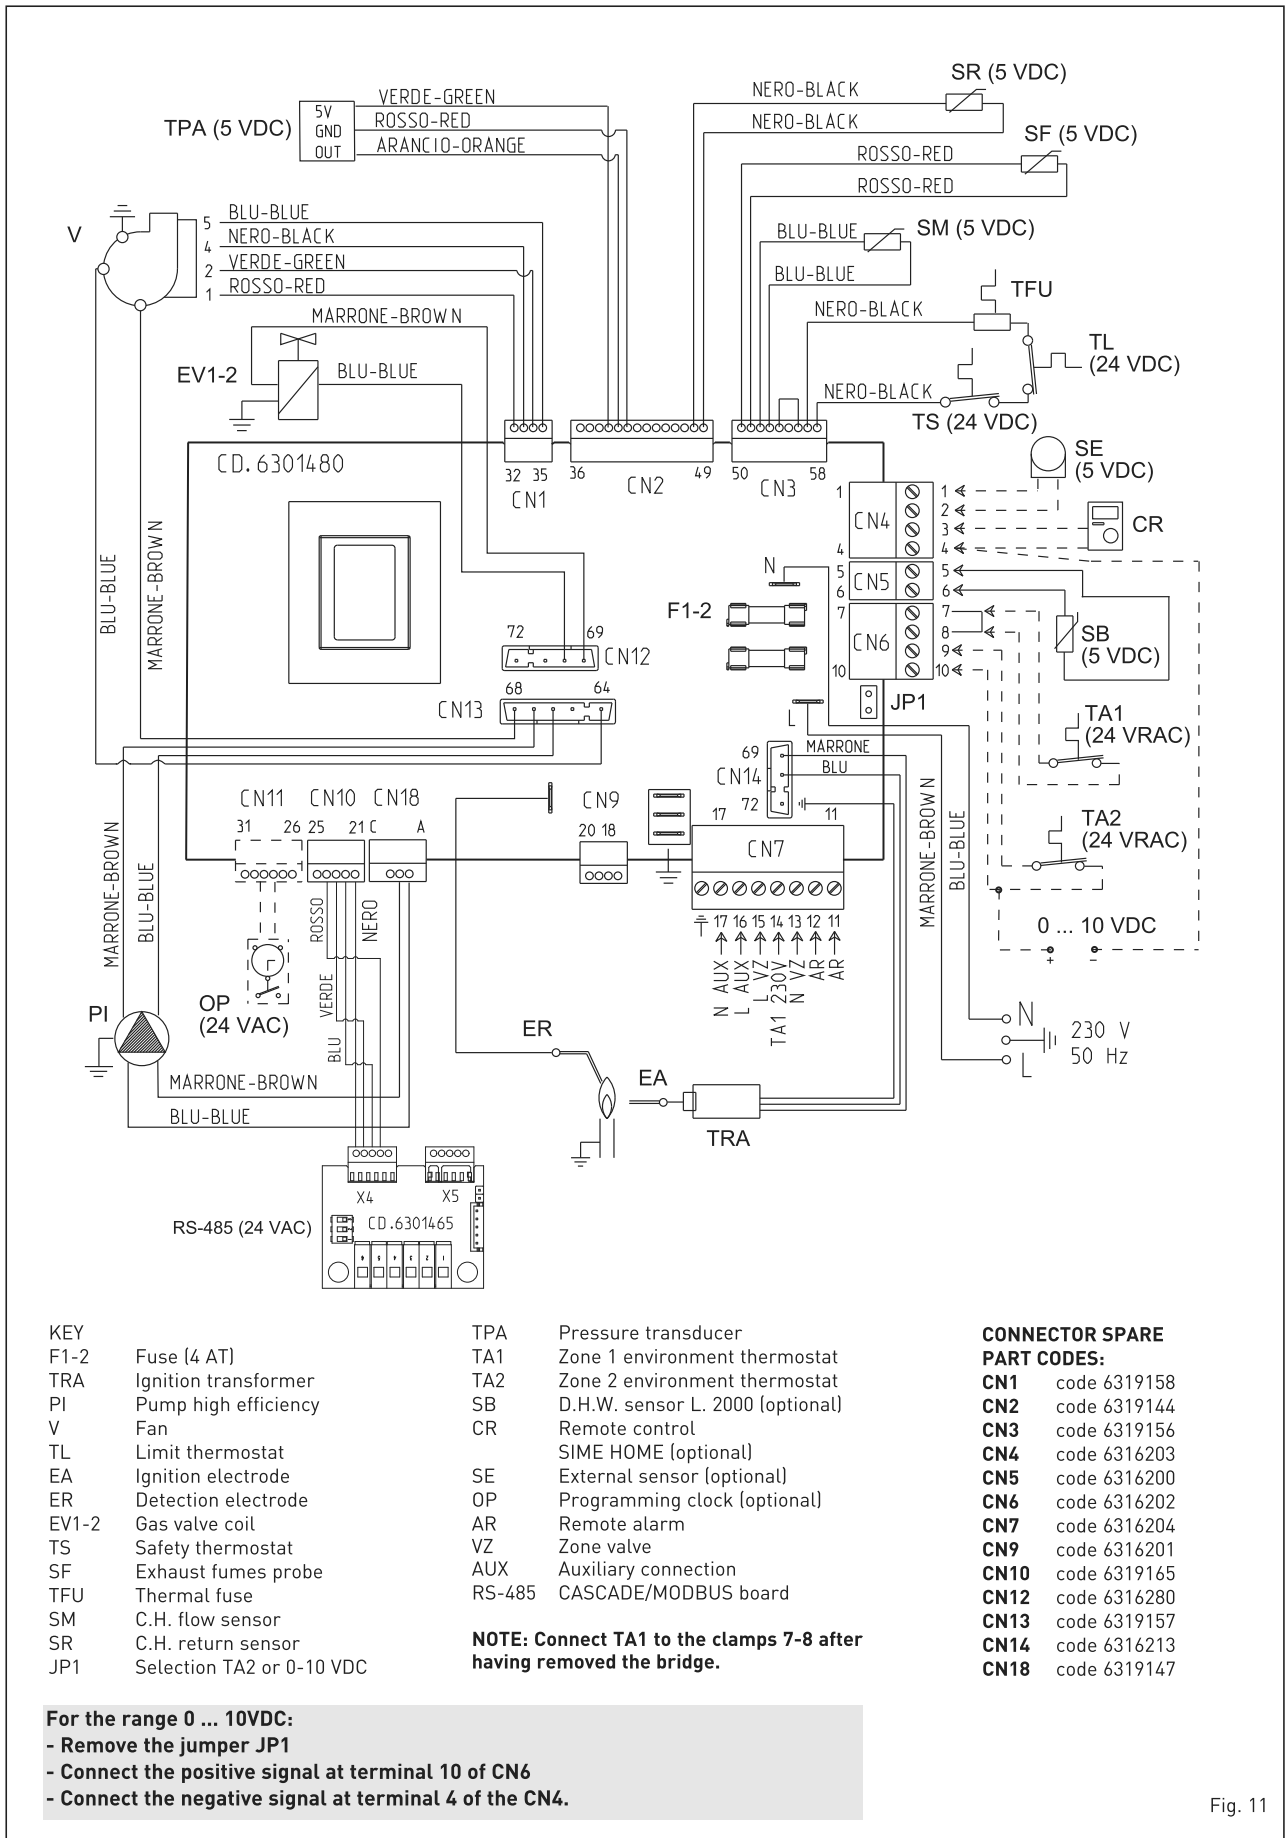 SR (5 VDC)
NERO-BLACK
NERO-BLACK
VERDE-GREEN
ROSSO-RED
ARANCIO-ORANGE
TPA (5 VDC)
5V
GND
OUT
SF (5 VDC)
ROSSO-RED
ROSSO-RED
V
5
4
2
1
BLU-BLUE
NERO-BLACK
VERDE-GREEN
ROSSO-RED
BLU-BLUE
SM (5 VDC)
BLU-BLUE
NERO-BLACK
TFU
MARRONE-BROWN
EV1-2
BLU-BLUE
TL
(24 VDC)
NERO-BLACK
TS (24 VDC)
CD.6301480
32 35
CN1
36 49
CN2
50 58
CN3
SE
(5 VDC)
1
4
CN4
1
2
3
4
CR
5
6
CN5
5
6
7
10
CN6
7
8
9
10
SB
(5 VDC)
N
F1-2
L
JP1
BLU-BLUE
MARRONE-BROWN
72 69
CN12
68 64
CN13
TA1
(24 VRAC)
TA2
(24 VRAC)
69
CN14
72
MARRONE
BLU
CN11 CN10 CN18
31 26 25 21 C A
CN9
20 18
17 11
CN7
17 16 15 14 13 12 11
N AUX
L AUX
L VZ
TA1 230V
N VZ
AR
AR
MARRONE-BROWN
BLU-BLUE
0 ... 10 VDC
+ -
MARRONE-BROWN
BLU-BLUE
ROSSO
NERO
VERDE
BLU
OP
(24 VAC)
PI
MARRONE-BROWN
BLU-BLUE
ER
EA
TRA
N
L
230 V
50 Hz
X4
X5
RS-485 (24 VAC)
CD.6301465
6 5 4 3 2 1
KEY
F1-2 Fuse (4 AT)
TRA Ignition transformer
PI Pump high efficiency
V Fan
TL Limit thermostat
EA Ignition electrode
ER Detection electrode
EV1-2 Gas valve coil
TS Safety thermostat
SF Exhaust fumes probe
TFU Thermal fuse
SM C.H. flow sensor
SR C.H. return sensor
JP1 Selection TA2 or 0-10 VDC
TPA Pressure transducer
TA1 Zone 1 environment thermostat
TA2 Zone 2 environment thermostat
SB D.H.W. sensor L. 2000 (optional)
CR Remote control
SIME HOME (optional)
SE External sensor (optional)
OP Programming clock (optional)
AR Remote alarm
VZ Zone valve
AUX Auxiliary connection
RS-485 CASCADE/MODBUS board
NOTE: Connect TA1 to the clamps 7-8 after
having removed the bridge.
CONNECTOR SPARE
PART CODES:
CN1 code 6319158
CN2 code 6319144
CN3 code 6319156
CN4 code 6316203
CN5 code 6316200
CN6 code 6316202
CN7 code 6316204
CN9 code 6316201
CN10 code 6319165
CN12 code 6316280
CN13 code 6319157
CN14 code 6316213
CN18 code 6319147
For the range 0 ... 10VDC:
- Remove the jumper JP1
- Connect the positive signal at terminal 10 of CN6
- Connect the negative signal at terminal 4 of the CN4.
Fig. 11